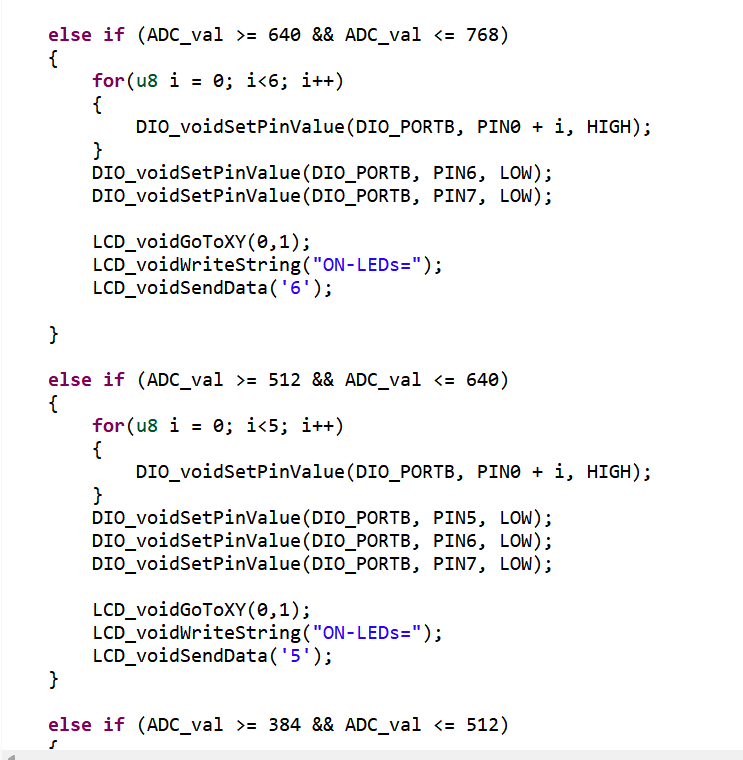 else if (ADC_val >= 640 && ADC_val <= 768)
{
for(u8 i = 0; i<6; i++)
{
DIO_voidSetPinValue(DIO_PORTB, PIN0 + i, HIGH);
}
DIO_voidSetPinValue(DIO_PORTB, PIN6, LOW);
DIO_voidSetPinValue(DIO_PORTB, PIN7, LOW);
LCD_voidGoToXY(0,1);
LCD_voidWriteString("ON-LEDs=");
LCD_voidSendData('6');
}
else if (ADC_val >= 512 && ADC_val <= 640)
{
for(u8 i = 0; i<5; i++)
{
DIO_voidSetPinValue(DIO_PORTB, PIN0 + i, HIGH);
}
DIO_voidSetPinValue(DIO_PORTB, PIN5, LOW);
DIO_voidSetPinValue(DIO_PORTB, PIN6, LOW);
DIO_voidSetPinValue(DIO_PORTB, PIN7, LOW);
LCD_voidGoToXY(0,1);
LCD_voidWriteString("ON-LEDs=");
LCD_voidSendData('5');
}
else if (ADC_val >= 384 && ADC_val <= 512)
{